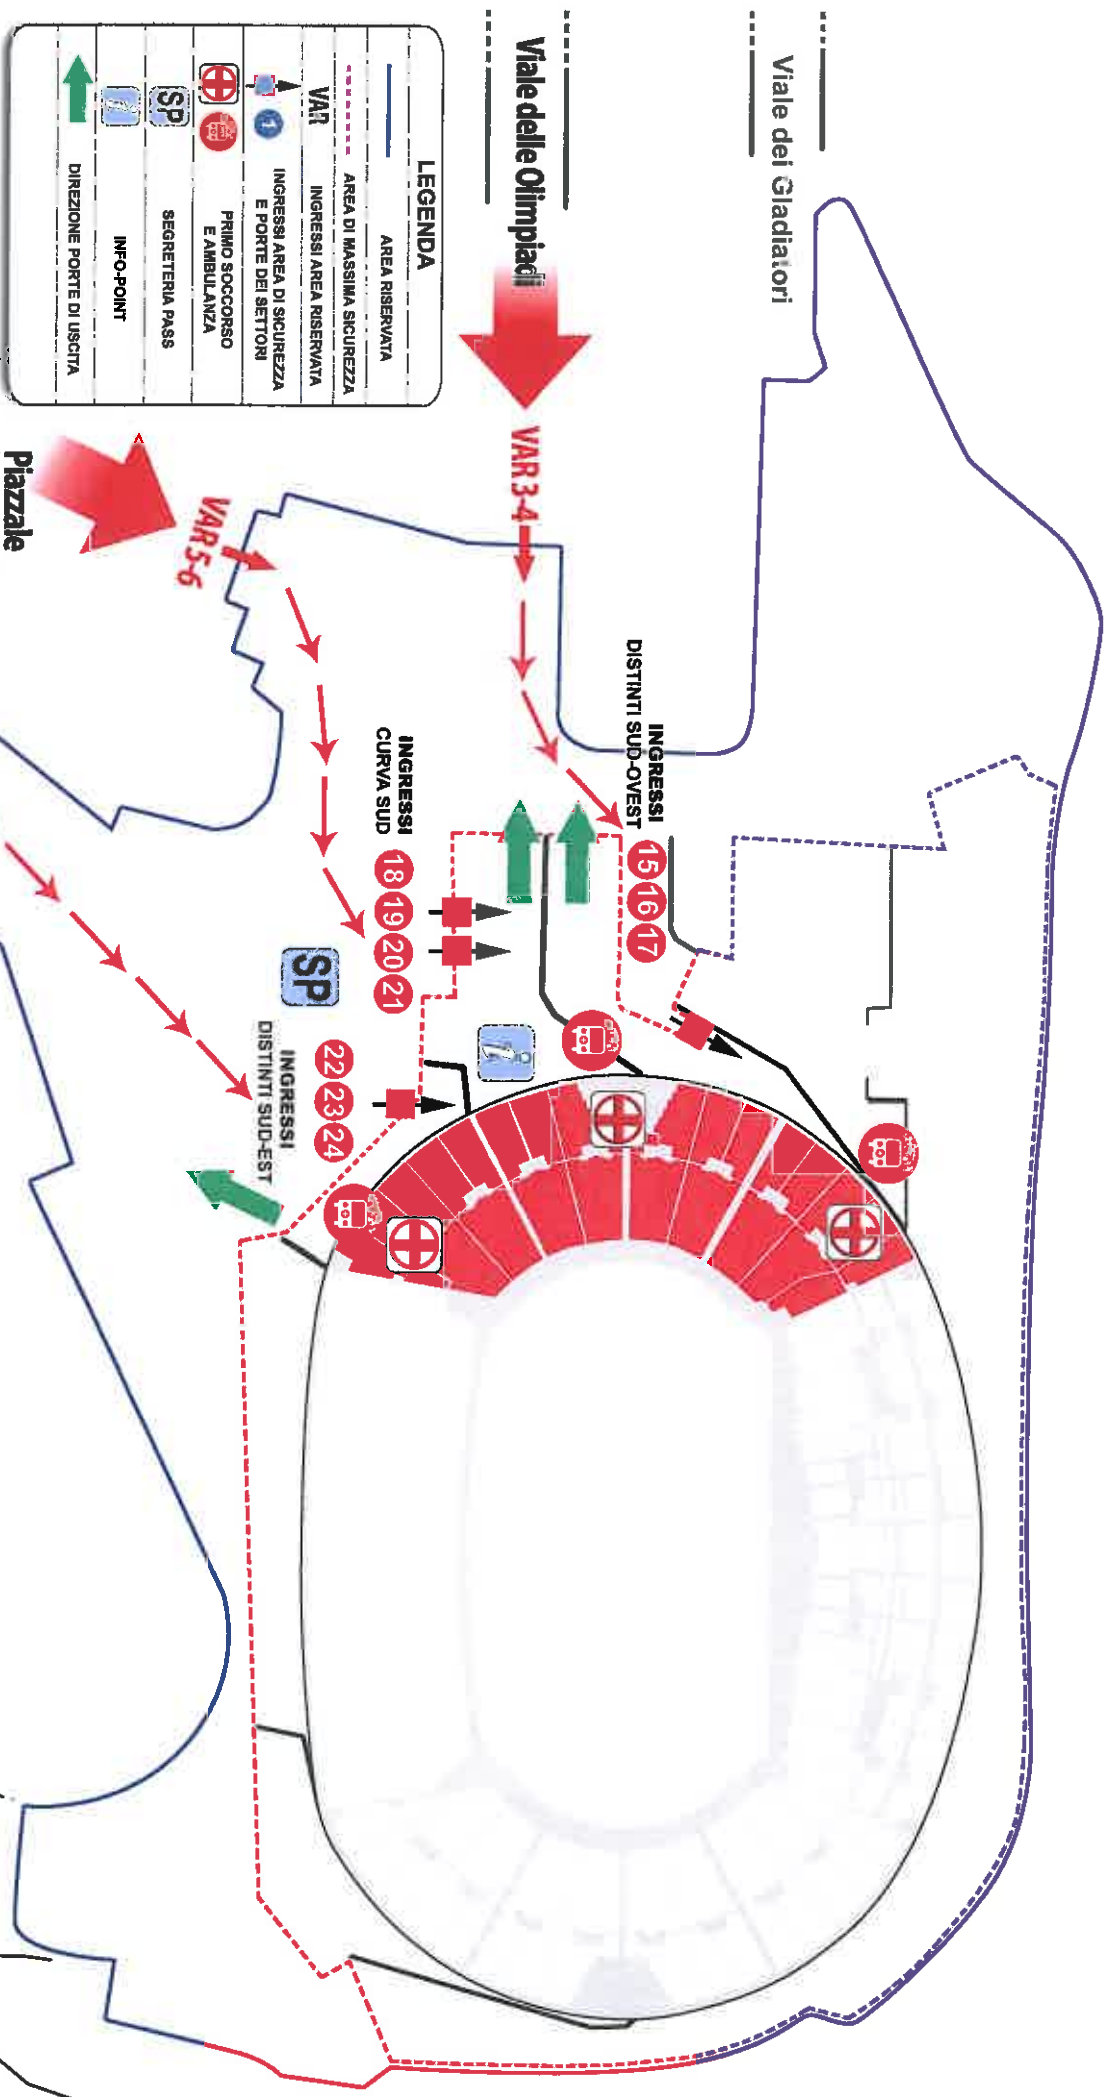 Viale dei Gladiatori
Viale delle Olimpiadi
VAR 3-4
INGRESSI
DISTINTI SUD-OVEST
15 16 17
INGRESSI
CURVA SUD
18 19 20 21
SP
i
INGRESSI
DISTINTI SUD-EST
22 23 24
VAR 5-6
Piazzale
LEGENDA
AREA RISERVATA
AREA DI MASSIMA SICUREZZA
VAR INGRESSI AREA RISERVATA
1 INGRESSI AREA DI SICUREZZA
E PORTE DEI SETTORI
PRIMO SOCCORSO
E AMBULANZA
SP SEGRETERIA PASS
i INFO-POINT
DIREZIONE PORTE DI USCITA